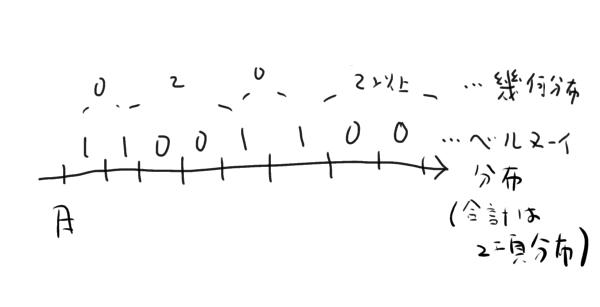 0 2 0 2以上 …幾何分布
1 1 0 0 1 1 0 0 …ベルヌーイ
分布
月
(合計は
二項分布)